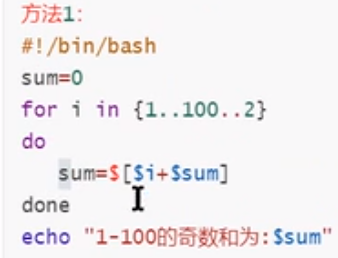 方法1:
#!/bin/bash
sum=0
for i in {1..100..2}
do
   sum=$[$i+$sum]
done
echo "1-100的奇数和为:$sum"